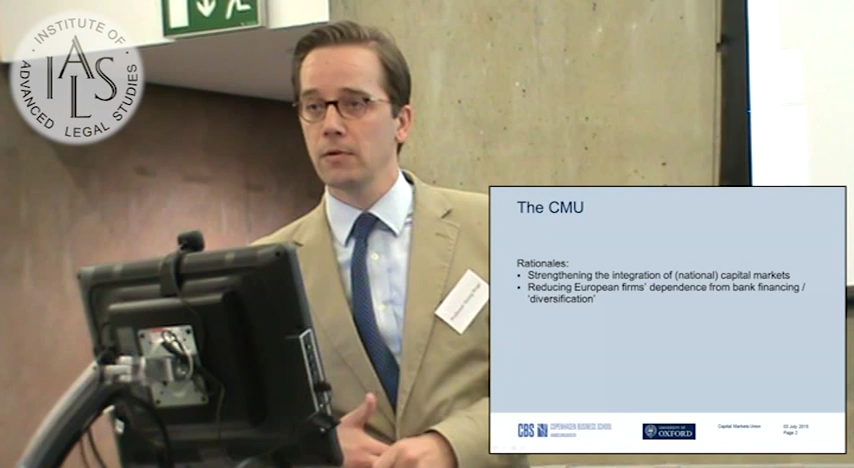 INSTITUTE OF
ADVANCED LEGAL STUDIES
IALS
The CMU
Rationales:
• Strengthening the integration of (national) capital markets
• Reducing European firms' dependence from bank financing /
'diversification'
CBS COPENHAGEN BUSINESS SCHOOL
UNIVERSITY OF
OXFORD
Capital Markets Union
Page 2